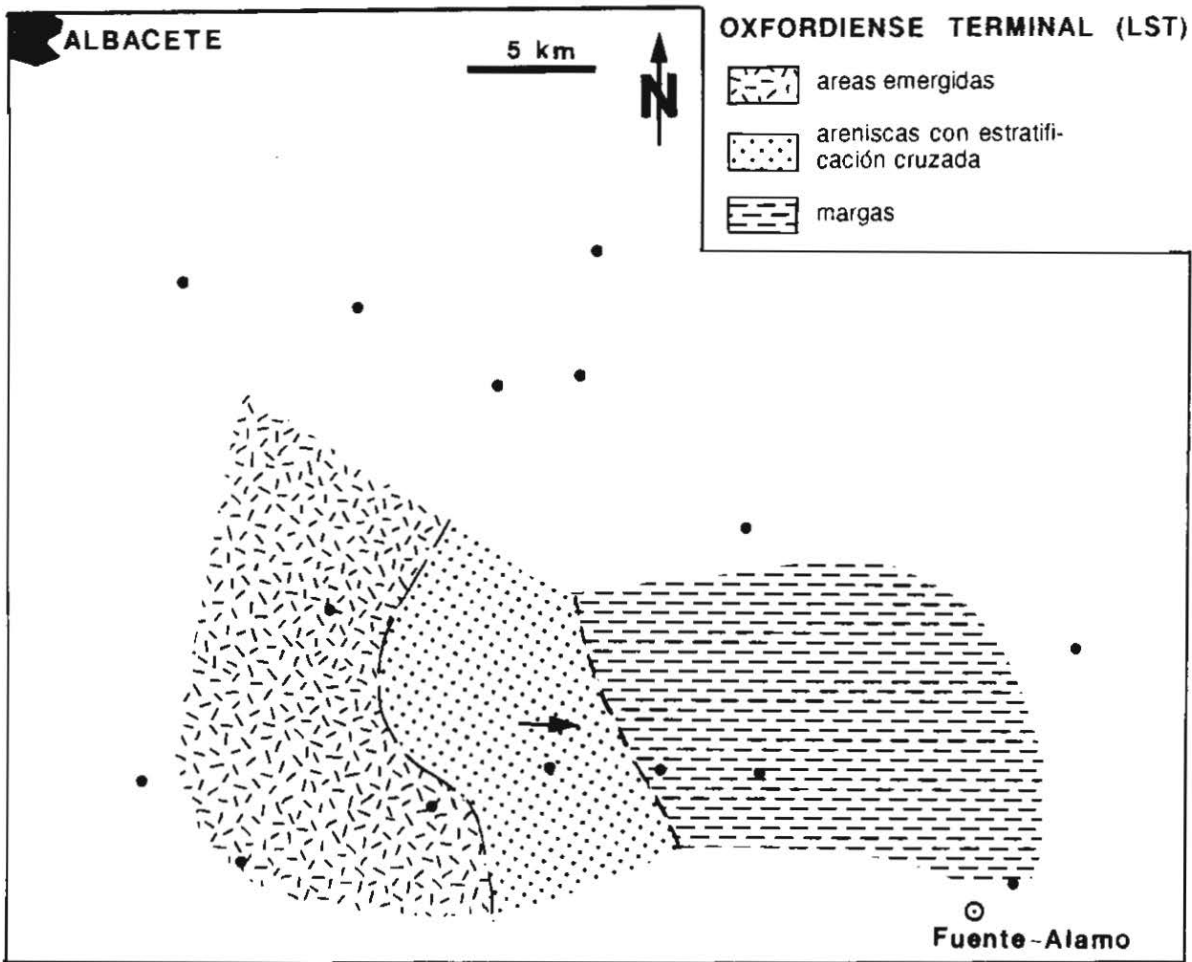 ALBACETE
5 km
N
OXFORDIENSE TERMINAL (LST)
areas emergidas
areniscas con estratifi-
cación cruzada
margas
Fuente-Alamo